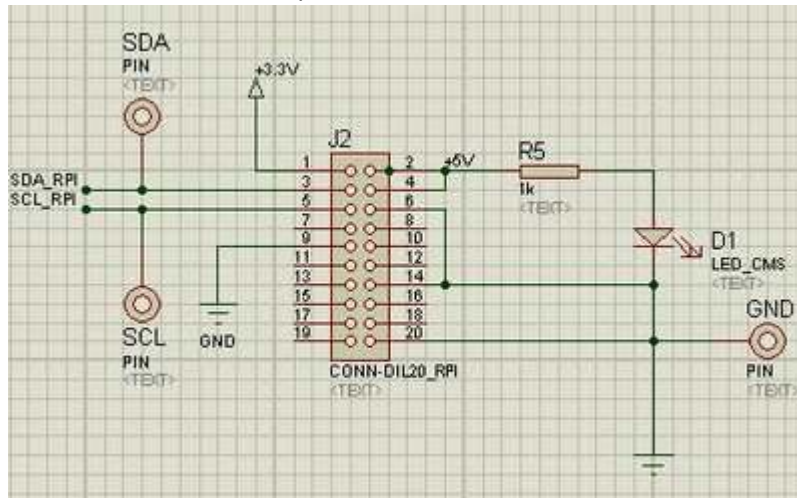 SDA
PIN
<TEXT>
+3.3V
J2
1 2 +5V
3 4
5 6
7 8
9 10
11 12
13 14
15 16
17 18
19 20
CONN-DIL20_RPI
<TEXT>
SDA_RPI
SCL_RPI
SCL
PIN
<TEXT>
GND
R5
1k
<TEXT>
D1
LED_CMS
<TEXT>
GND
PIN
<TEXT>